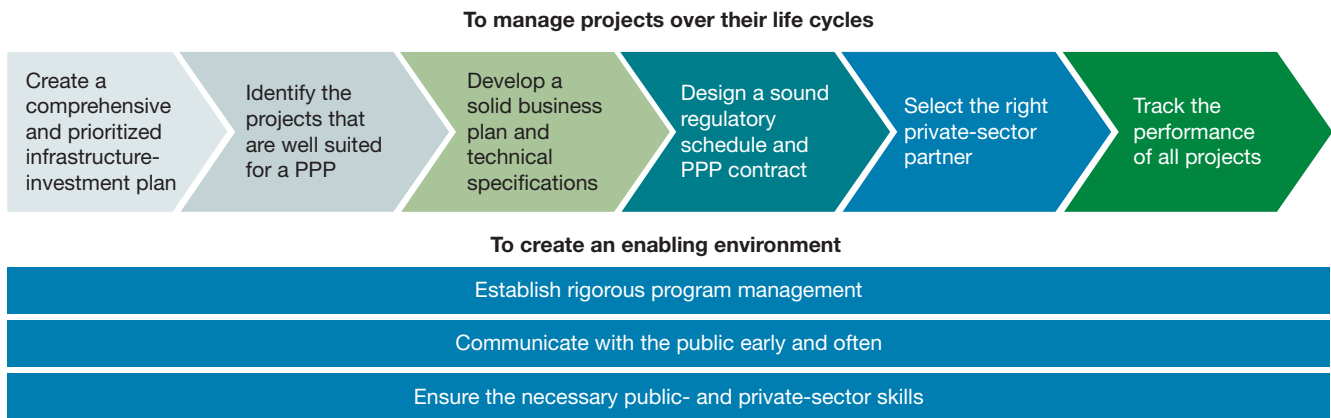 To manage projects over their life cycles
Create a
comprehensive
and prioritized
infrastructure-
investment plan
Identify the
projects that
are well suited
for a PPP
Develop a
solid business
plan and
technical
specifications
Design a sound
regulatory
schedule and
PPP contract
Select the right
private-sector
partner
Track the
performance
of all projects
To create an enabling environment
Establish rigorous program management
Communicate with the public early and often
Ensure the necessary public- and private-sector skills